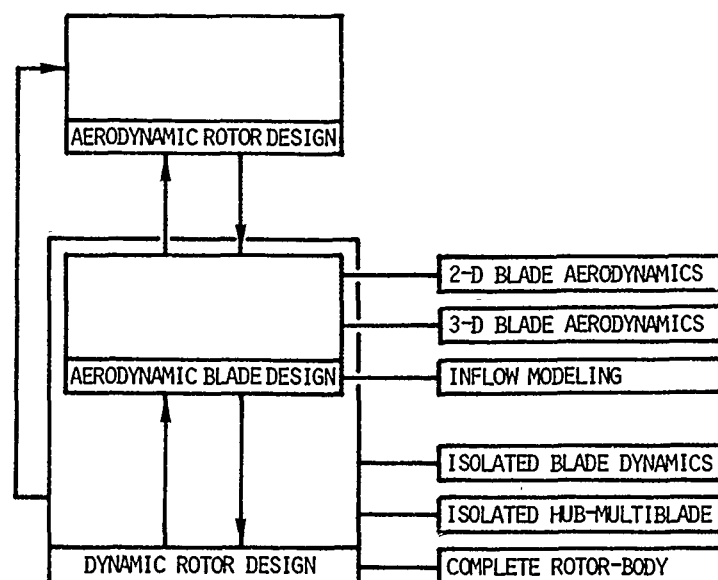 AERODYNAMIC ROTOR DESIGN
2-D BLADE AERODYNAMICS
3-D BLADE AERODYNAMICS
AERODYNAMIC BLADE DESIGN
INFLOW MODELING
ISOLATED BLADE DYNAMICS
ISOLATED HUB-MULTIBLADE
DYNAMIC ROTOR DESIGN
COMPLETE ROTOR-BODY